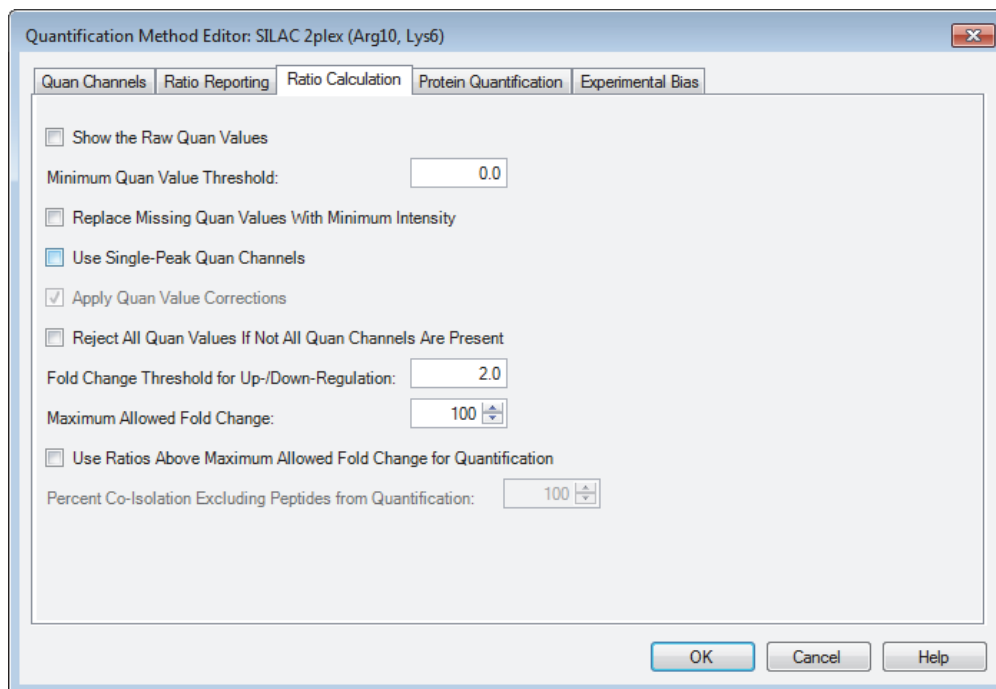 Quantification Method Editor: SILAC 2plex (Arg10, Lys6)
Quan Channels Ratio Reporting Ratio Calculation Protein Quantification Experimental Bias
Show the Raw Quan Values
Minimum Quan Value Threshold: 0.0
Replace Missing Quan Values With Minimum Intensity
Use Single-Peak Quan Channels
Apply Quan Value Corrections
Reject All Quan Values If Not All Quan Channels Are Present
Fold Change Threshold for Up-/Down-Regulation: 2.0
Maximum Allowed Fold Change: 100
Use Ratios Above Maximum Allowed Fold Change for Quantification
Percent Co-Isolation Excluding Peptides from Quantification: 100
OK Cancel Help